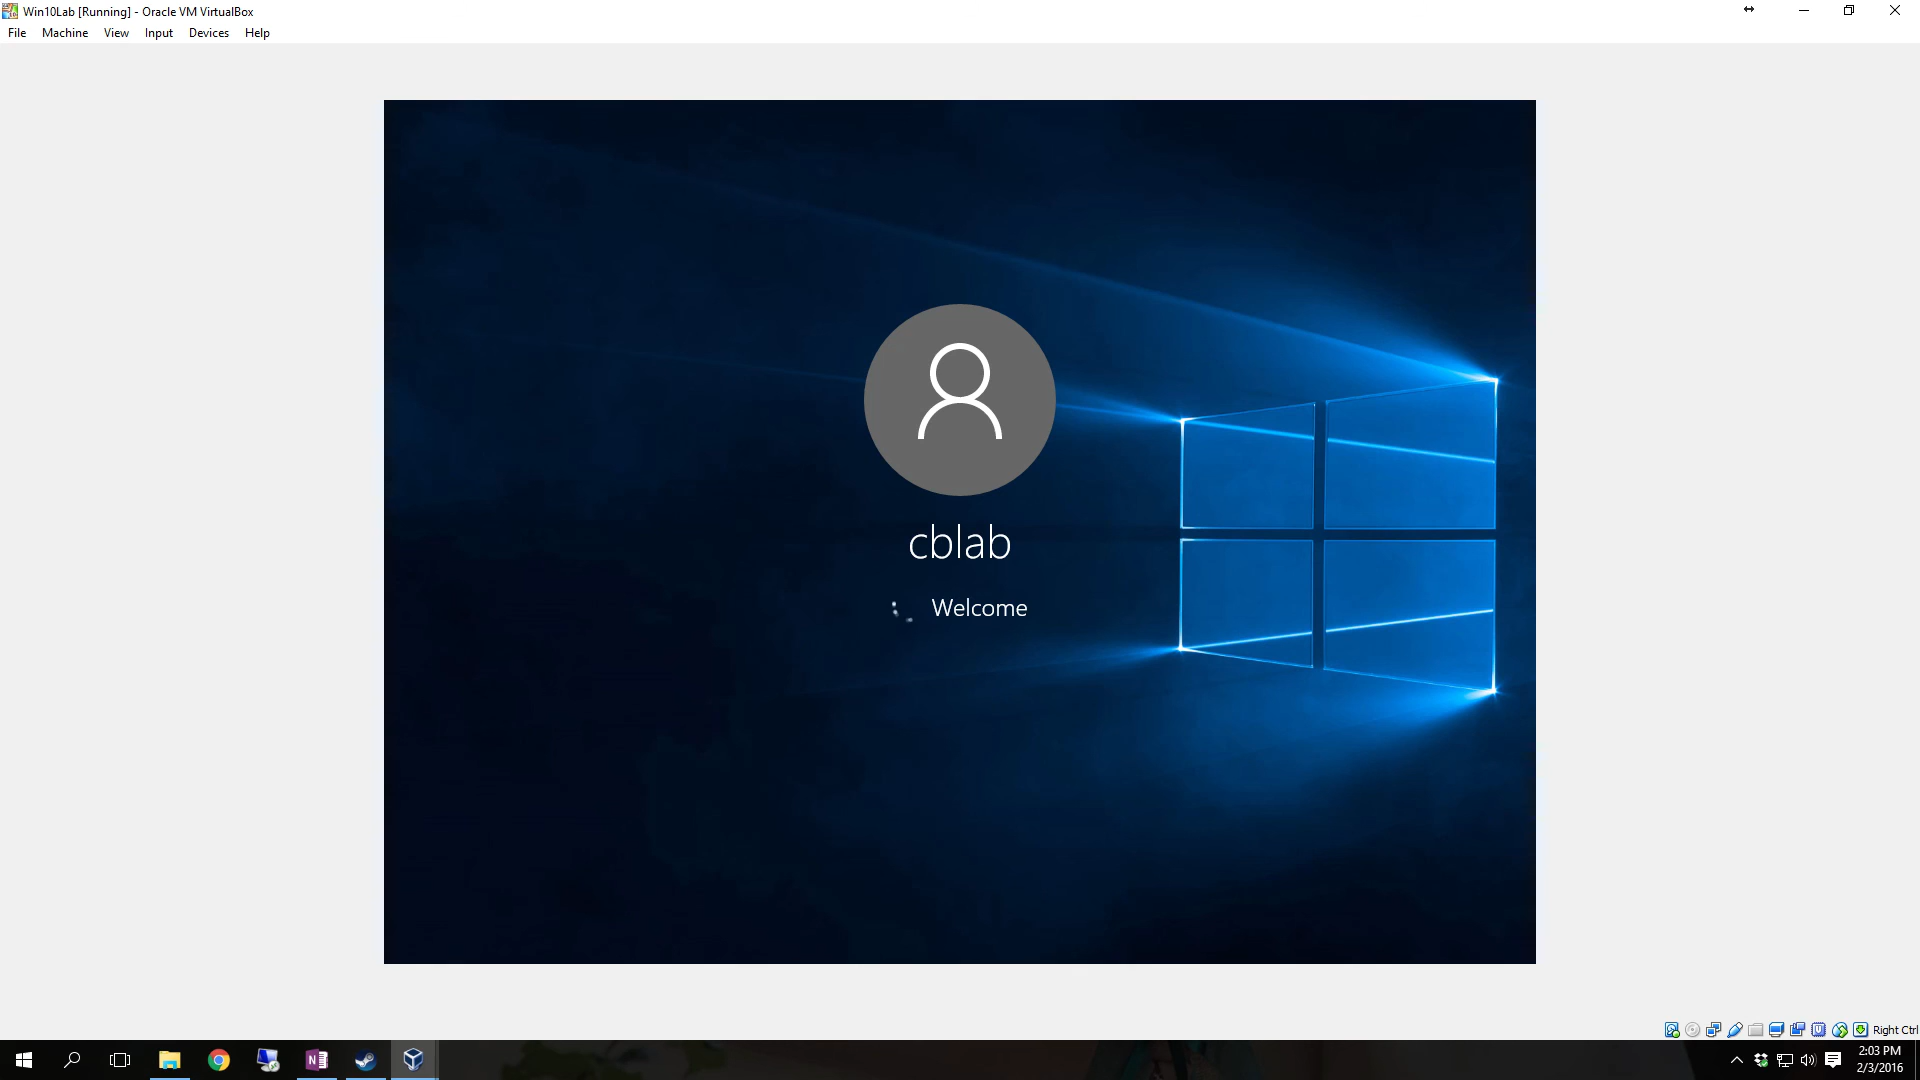 Win10Lab [Running] - Oracle VM VirtualBox
File Machine View Input Devices Help
cblab
Welcome
Right Ctrl
2:03 PM
2/3/2016